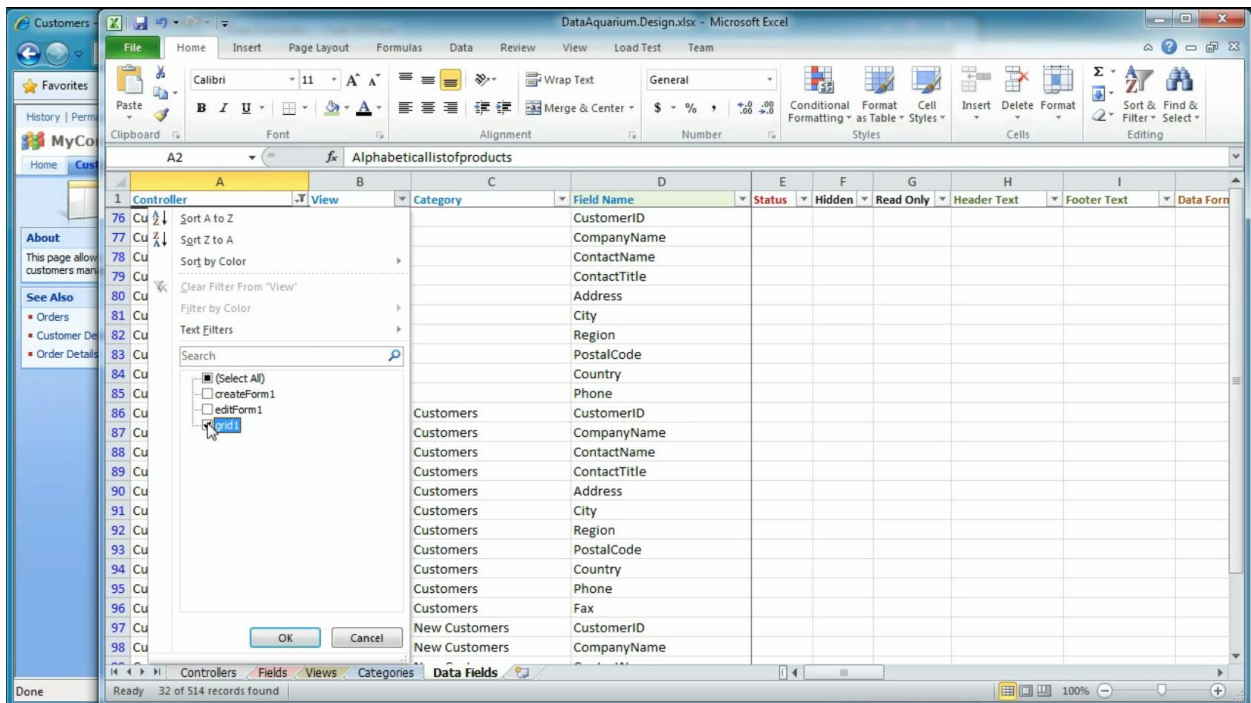 Customers -
DataAquarium.Design.xlsx - Microsoft Excel
File Home Insert Page Layout Formulas Data Review View Load Test Team
Favorites
History | Perm
MyCo
Home Cust
About
This page allow
customers man
See Also
Orders
Customer De
Order Details
Done
Paste
Calibri 11
B I U
Wrap Text
Merge & Center
General
$ % ,
Conditional Formatting
Format as Table
Cell Styles
Insert Delete Format
Σ
Sort & Filter
Find & Select
Clipboard Font Alignment Number Styles Cells Editing
A2 fx Alphabeticallistofproducts
A B C D E F G H I
1 Controller View Category Field Name Status Hidden Read Only Header Text Footer Text Data Form
76 Cu CustomerID
77 Cu CompanyName
78 Cu ContactName
79 Cu ContactTitle
80 Cu Address
81 Cu City
82 Cu Region
83 Cu PostalCode
84 Cu Country
85 Cu Phone
86 Cu Customers CustomerID
87 Cu Customers CompanyName
88 Cu Customers ContactName
89 Cu Customers ContactTitle
90 Cu Customers Address
91 Cu Customers City
92 Cu Customers Region
93 Cu Customers PostalCode
94 Cu Customers Country
95 Cu Customers Phone
96 Cu Customers Fax
97 Cu New Customers CustomerID
98 Cu New Customers CompanyName
Sort A to Z
Sort Z to A
Sort by Color
Clear Filter From "View"
Filter by Color
Text Filters
Search
(Select All)
createForm1
editForm1
grid1
OK Cancel
Controllers Fields Views Categories Data Fields
Ready 32 of 514 records found 100%